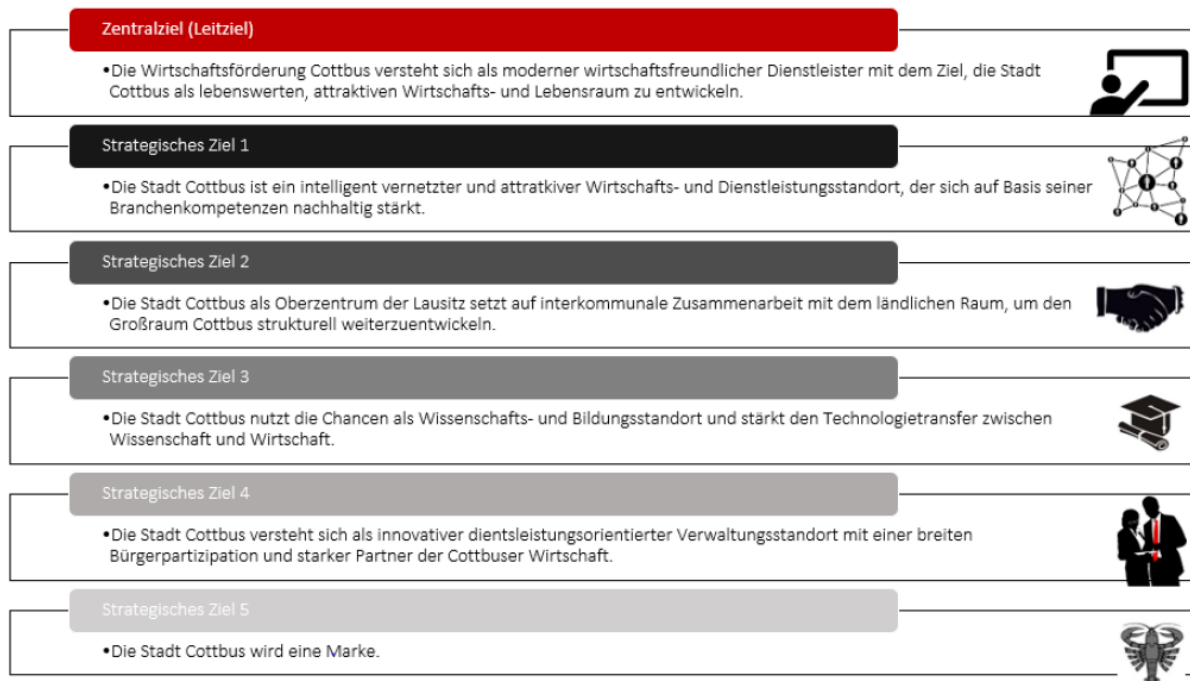 Zentralziel (Leitziel)
•Die Wirtschaftsförderung Cottbus versteht sich als moderner wirtschaftsfreundlicher Dienstleister mit dem Ziel, die Stadt
Cottbus als lebenswerten, attraktiven Wirtschafts- und Lebensraum zu entwickeln.
Strategisches Ziel 1
•Die Stadt Cottbus ist ein intelligent vernetzter und attratkiver Wirtschafts- und Dienstleistungsstandort, der sich auf Basis seiner
Branchenkompetenzen nachhaltig stärkt.
Strategisches Ziel 2
•Die Stadt Cottbus als Oberzentrum der Lausitz setzt auf interkommunale Zusammenarbeit mit dem ländlichen Raum, um den
Großraum Cottbus strukturell weiterzuentwickeln.
Strategisches Ziel 3
•Die Stadt Cottbus nutzt die Chancen als Wissenschafts- und Bildungsstandort und stärkt den Technologietransfer zwischen
Wissenschaft und Wirtschaft.
Strategisches Ziel 4
•Die Stadt Cottbus versteht sich als innovativer dientsleistungsorientierter Verwaltungsstandort mit einer breiten
Bürgerpartizipation und starker Partner der Cottbuser Wirtschaft.
Strategisches Ziel 5
•Die Stadt Cottbus wird eine Marke.